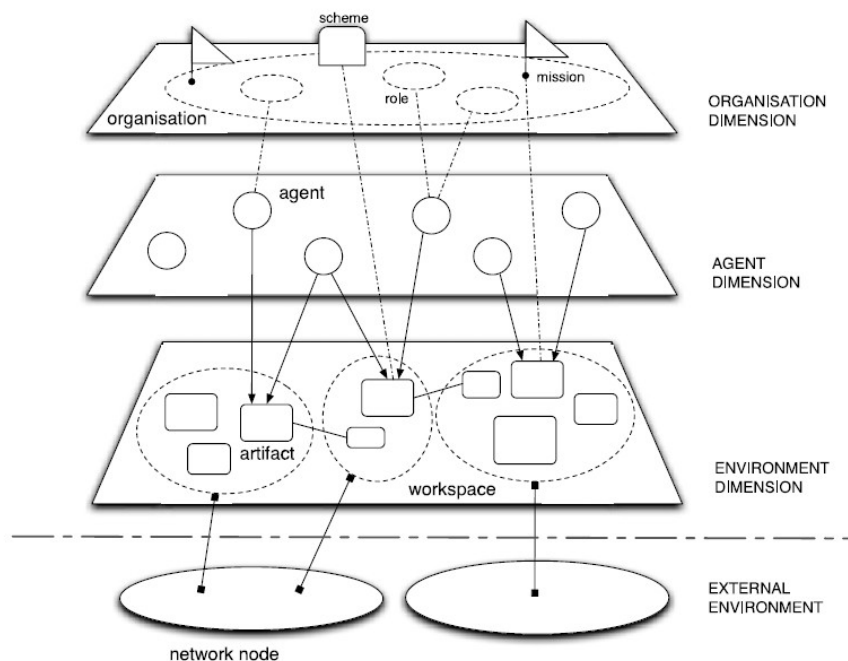 scheme
mission
role
organisation
ORGANISATION
DIMENSION
agent
AGENT
DIMENSION
artifact
workspace
ENVIRONMENT
DIMENSION
EXTERNAL
ENVIRONMENT
network node